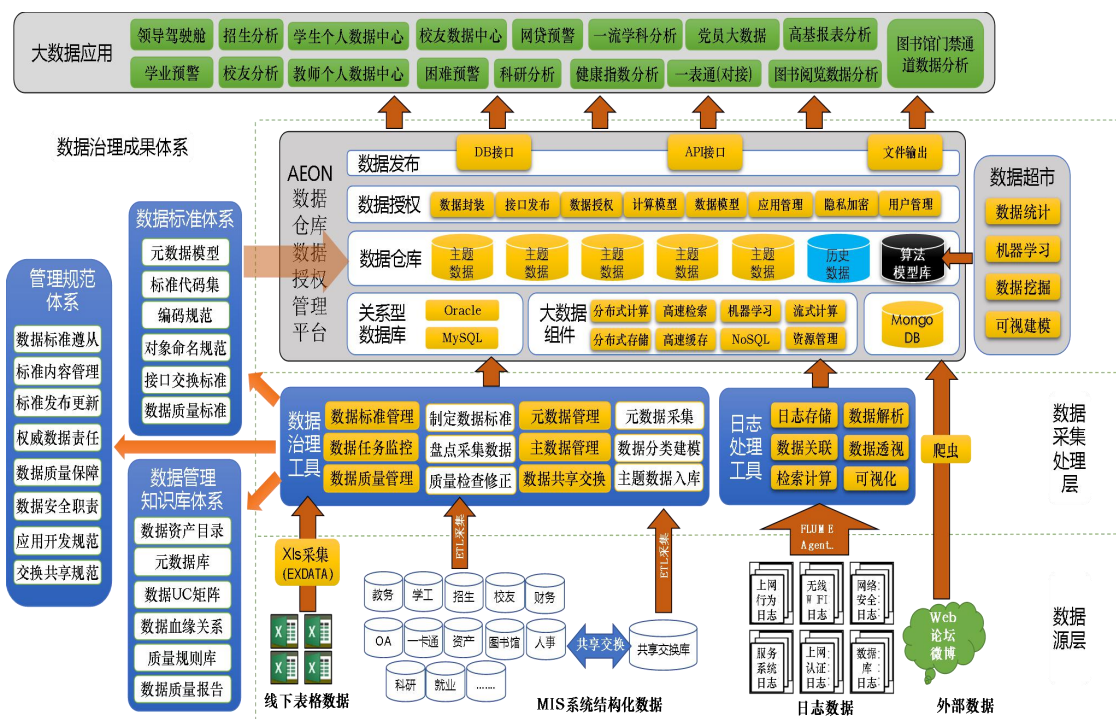 大数据应用
领导驾驶舱
招生分析
学生个人数据中心
校友数据中心
网贷预警
一流学科分析
党员大数据
高基报表分析
图书馆门禁通
道数据分析
学业预警
校友分析
教师个人数据中心
困难预警
科研分析
健康指数分析
一表通(对接)
图书阅览数据分析
数据治理成果体系
AEON
数据
仓库
数据
授权
管理
平台
数据发布
DB接口
API接口
文件输出
数据授权
数据封装
接口发布
数据授权
计算模型
数据模型
应用管理
隐私加密
用户管理
数据仓库
主题
数据
主题
数据
主题
数据
主题
数据
主题
数据
历史
数据
算法
模型库
关系型
数据库
Oracle
MySQL
大数据
组件
分布式计算
高速检索
机器学习
流式计算
分布式存储
高速缓存
NoSQL
资源管理
Mongo
DB
数据超市
数据统计
机器学习
数据挖掘
可视建模
数据标准体系
元数据模型
标准代码集
编码规范
对象命名规范
接口交换标准
数据质量标准
管理规范
体系
数据标准遵从
标准内容管理
标准发布更新
权威数据责任
数据质量保障
数据安全职责
应用开发规范
交换共享规范
数据管理
知识库体系
数据资产目录
元数据库
数据UC矩阵
数据血缘关系
质量规则库
数据质量报告
数据
治理
工具
数据标准管理
制定数据标准
元数据管理
元数据采集
数据任务监控
盘点采集数据
主数据管理
数据分类建模
数据质量管理
质量检查修正
数据共享交换
主题数据入库
日志
处理
工具
日志存储
数据解析
数据关联
数据透视
检索计算
可视化
爬虫
数据
采集
处理
层
Xls采集
(EXDATA)
ETL采集
ETL采集
FLUME
Agent.
教务
学工
招生
校友
财务
OA
一卡通
资产
图书馆
人事
科研
就业
.......
共享交换
共享交换库
上网
行为
日志
无线
WFI
日志
网络:
安全:
日志:
服务
系统
日志
上网:
认证:
日志
数据:
库:
日志
Web
论坛
微博
数据
源层
线下表格数据
MIS系统结构化数据
日志数据
外部数据